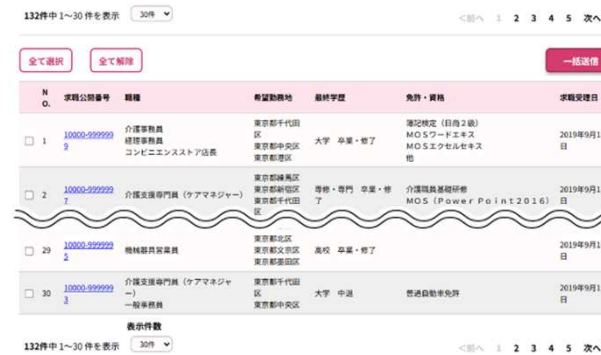 132件中 1～30 件を表示 30件
<前へ 1 2 3 4 5 次へ
全て選択 全て解除 一括送信
NO. 求職公開番号 職種 希望勤務地 最終学歴 免許・資格 求職受理日
1 10000-9999999 介護事務員 経理事務員 コンビニエンスストア店長 東京都千代田区 東京都中央区 東京都港区 大学 卒業・修了 簿記検定（日商２級） ＭＯＳワードエキス ＭＯＳエクセルセキス 他 2019年9月1日
2 10000-9999997 介護支援専門員（ケアマネジャー） 東京都練馬区 東京都新宿区 東京都千代田区 専修・専門 卒業・修了 介護職員基礎研修 ＭＯＳ（Ｐｏｗｅｒ Ｐｏｉｎｔ２０１６） 2019年9月1日
29 10000-9999995 機械器具営業員 東京都北区 東京都文京区 東京都墨田区 高校 卒業・修了 2019年9月1日
30 10000-9999993 介護支援専門員（ケアマネジャー） 一般事務員 東京都千代田区 東京都中央区 大学 中退 普通自動車免許 2019年9月1日
表示件数
132件中 1～30 件を表示 30件
<前へ 1 2 3 4 5 次へ